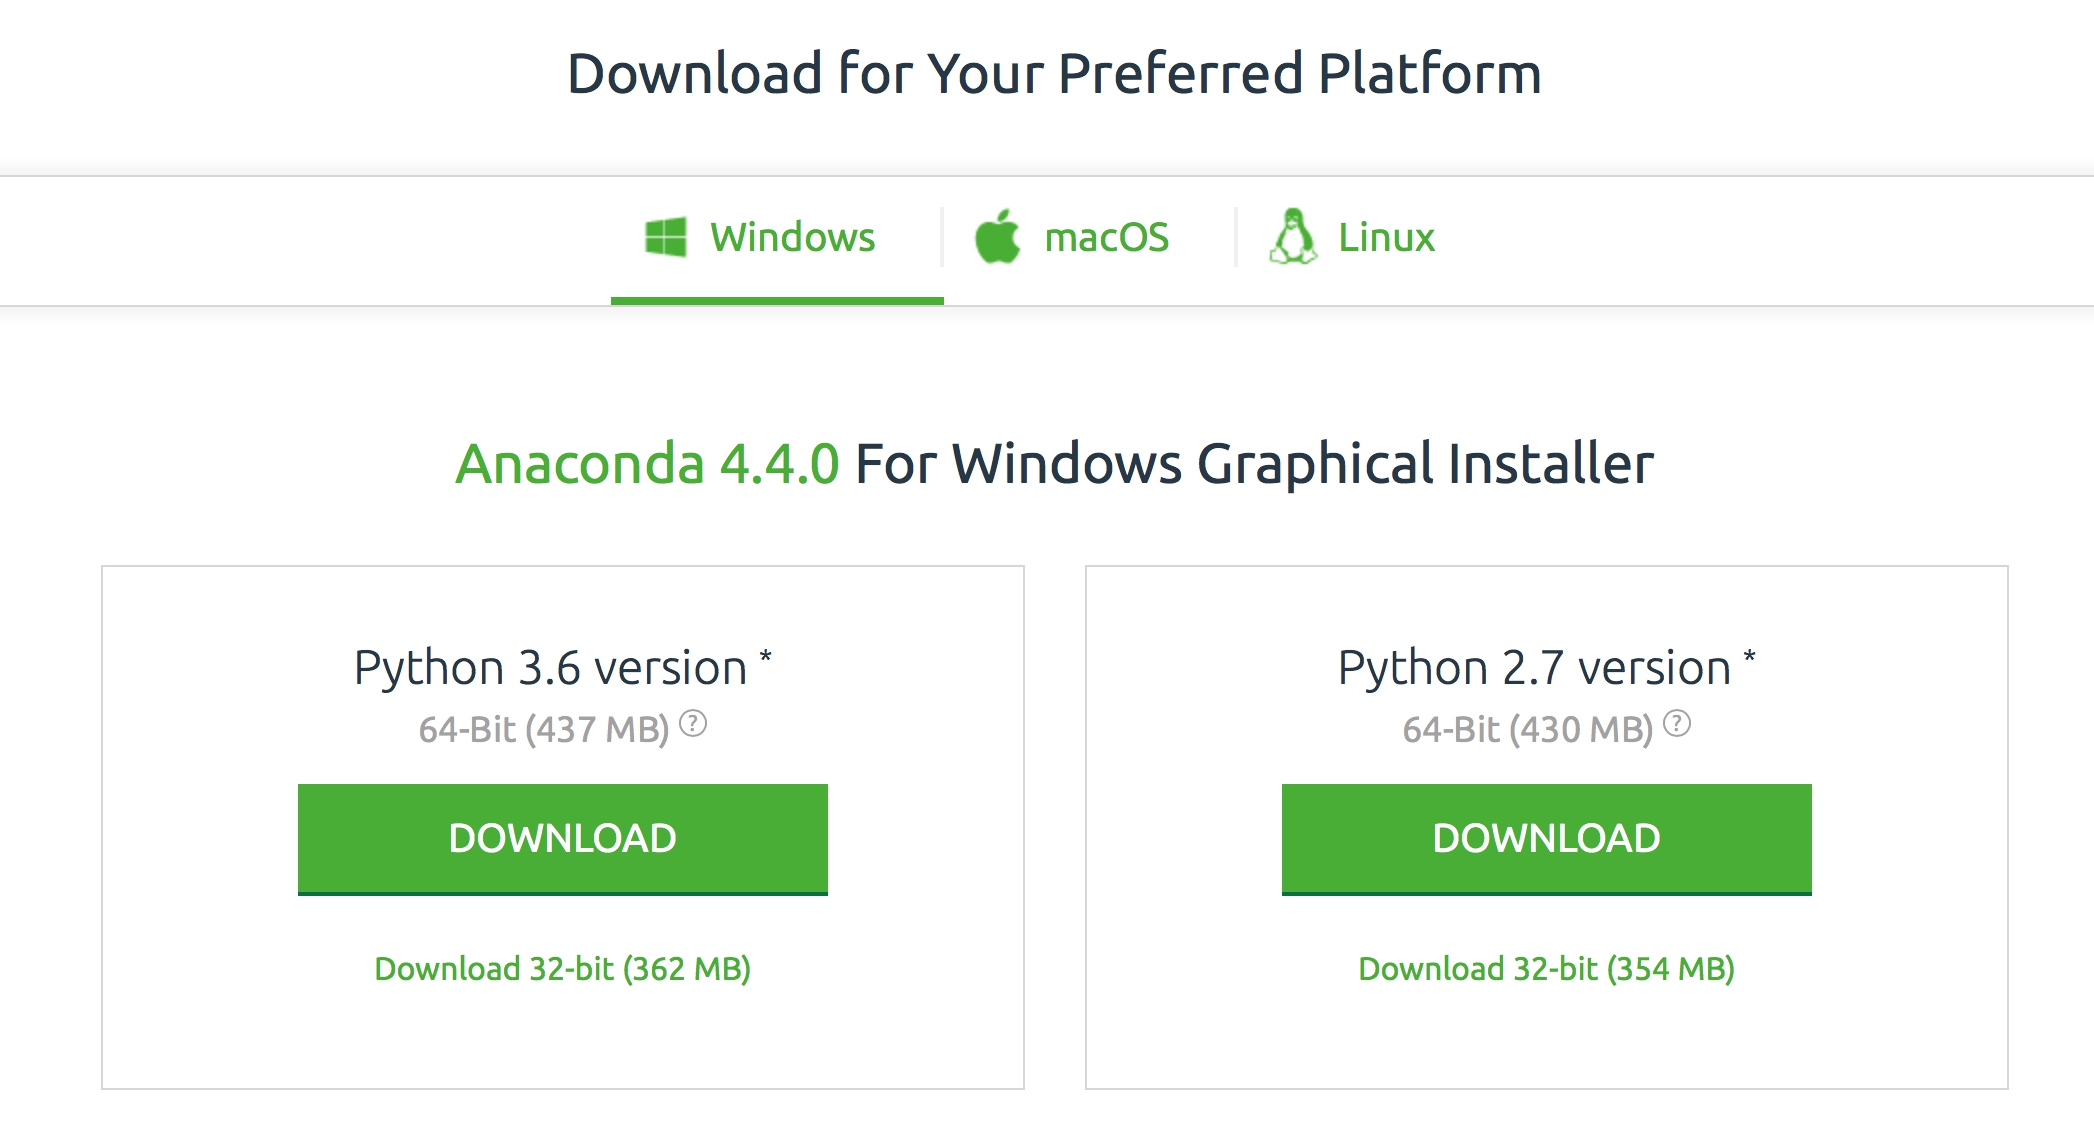 Download for Your Preferred Platform
Windows
macOS
Linux
Anaconda 4.4.0 For Windows Graphical Installer
Python 3.6 version *
64-Bit (437 MB) ?
DOWNLOAD
Download 32-bit (362 MB)
Python 2.7 version *
64-Bit (430 MB) ?
DOWNLOAD
Download 32-bit (354 MB)